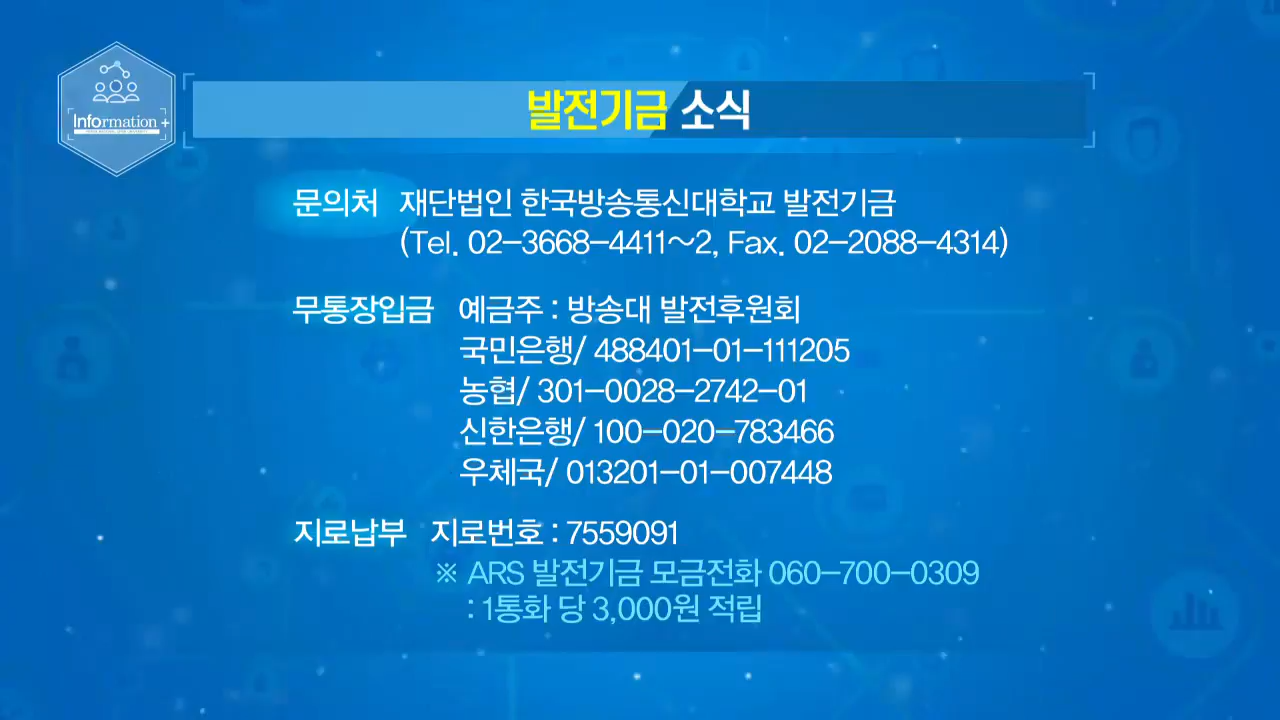 Information +
발전기금 소식
문의처 재단법인 한국방송통신대학교 발전기금
(Tel. 02-3668-4411~2, Fax. 02-2088-4314)
무통장입금 예금주 : 방송대 발전후원회
국민은행/ 488401-01-111205
농협/ 301-0028-2742-01
신한은행/ 100-020-783466
우체국/ 013201-01-007448
지로납부 지로번호 : 7559091
※ ARS 발전기금 모금전화 060-700-0309
: 1통화 당 3,000원 적립